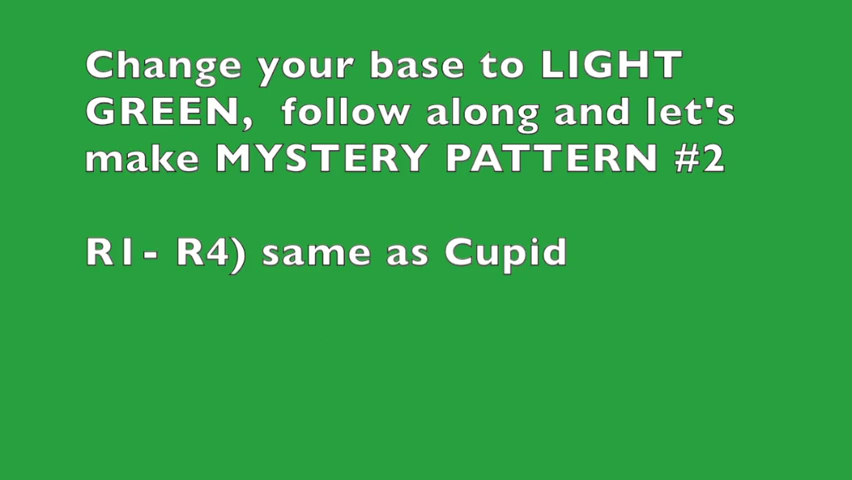 Change your base to LIGHT
GREEN,  follow along and let's
make MYSTERY PATTERN #2
R1- R4) same as Cupid